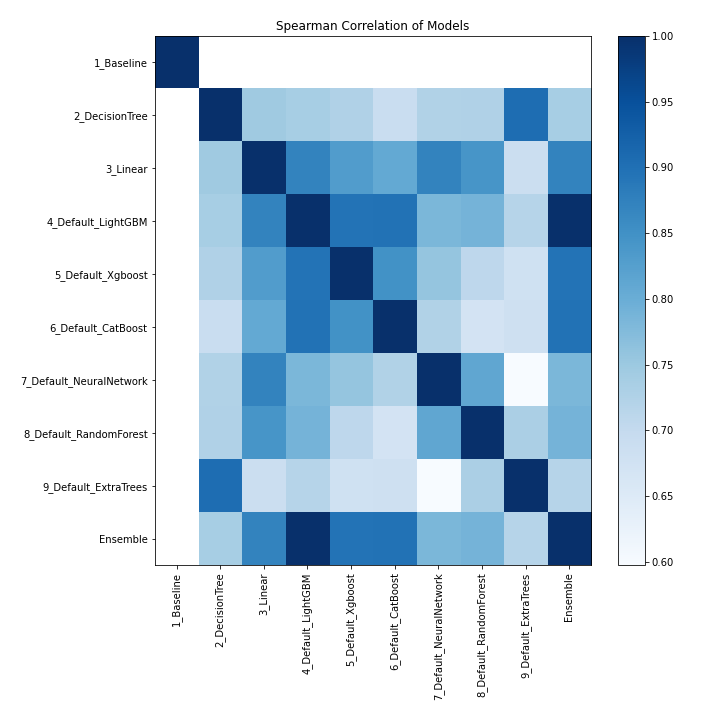 Spearman Correlation of Models
1_Baseline
2_DecisionTree
3_Linear
4_Default_LightGBM
5_Default_Xgboost
6_Default_CatBoost
7_Default_NeuralNetwork
8_Default_RandomForest
9_Default_ExtraTrees
Ensemble
1_Baseline
2_DecisionTree
3_Linear
4_Default_LightGBM
5_Default_Xgboost
6_Default_CatBoost
7_Default_NeuralNetwork
8_Default_RandomForest
9_Default_ExtraTrees
Ensemble
1.00
0.95
0.90
0.85
0.80
0.75
0.70
0.65
0.60